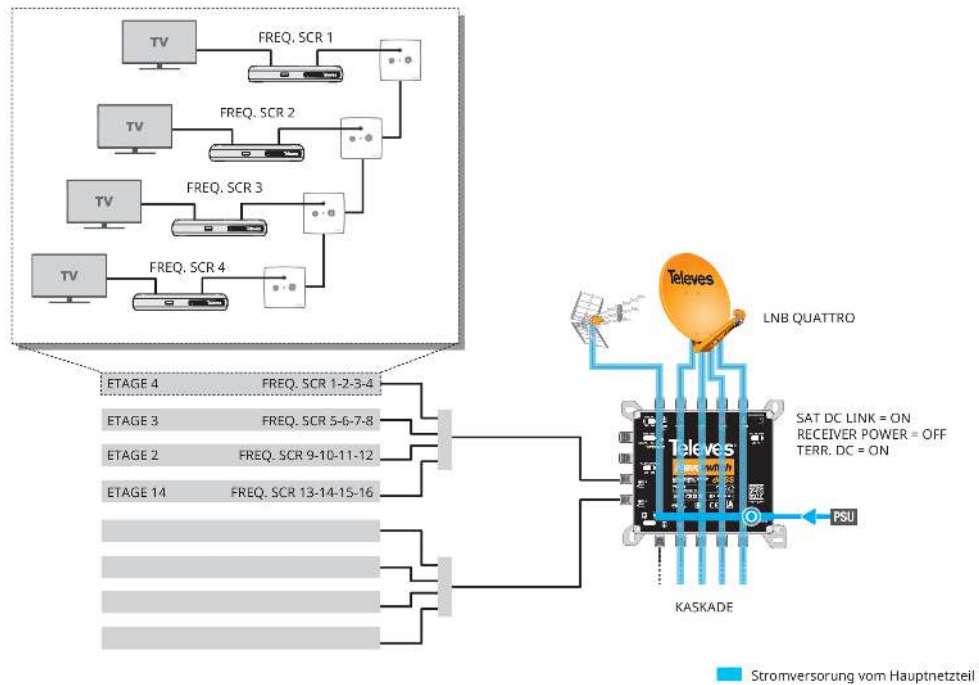 TV
FREQ. SCR 1
TV
FREQ. SCR 2
TV
FREQ. SCR 3
TV
FREQ. SCR 4
Televes
LNB QUATTRO
ETAGE 4 FREQ. SCR 1-2-3-4
ETAGE 3 FREQ. SCR 5-6-7-8
ETAGE 2 FREQ. SCR 9-10-11-12
ETAGE 14 FREQ. SCR 13-14-15-16
SAT DC LINK = ON
RECEIVER POWER = OFF
TERR. DC = ON
Televes
PSU
KASKADE
Stromversorung vom Hauptnetzteil